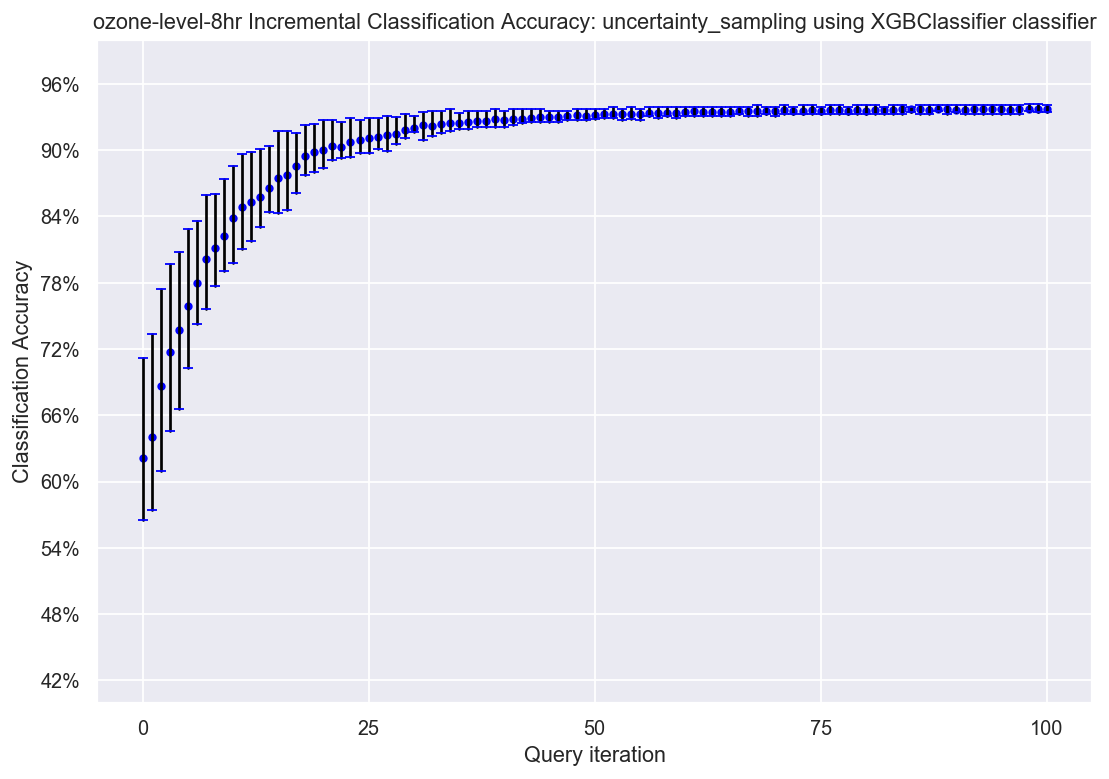 ozone-level-8hr Incremental Classification Accuracy: uncertainty_sampling using XGBClassifier classifier
96%
90%
84%
78%
72%
66%
60%
54%
48%
42%
Classification Accuracy
0 25 50 75 100
Query iteration